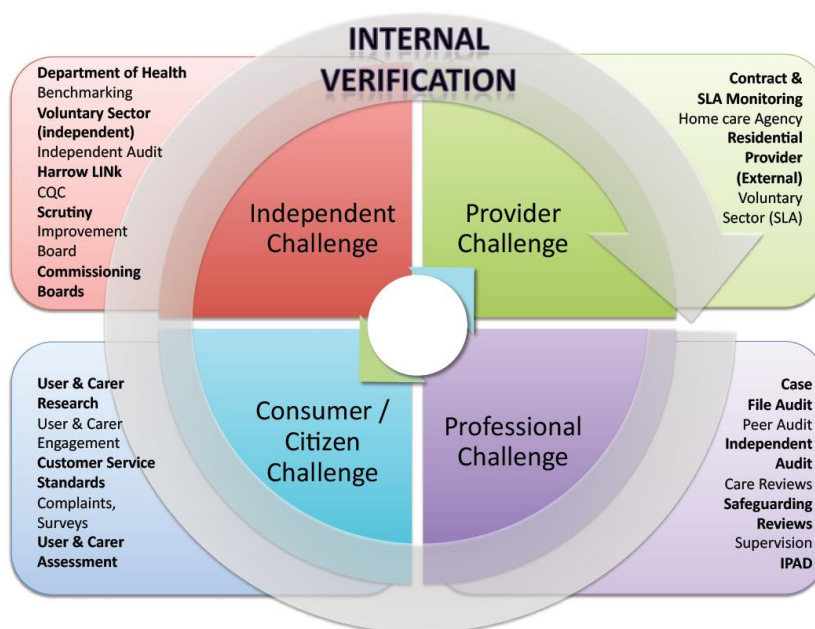 INTERNAL
VERIFICATION
Department of Health
Benchmarking
Voluntary Sector
(independent)
Independent Audit
Harrow LINk
CQC
Scrutiny
Improvement
Board
Commissioning
Boards
Independent
Challenge
Provider
Challenge
Contract &
SLA Monitoring
Home care Agency
Residential
Provider
(External)
Voluntary
Sector (SLA)
User & Carer
Research
User & Carer
Engagement
Customer Service
Standards
Complaints,
Surveys
User & Carer
Assessment
Consumer /
Citizen
Challenge
Professional
Challenge
Case
File Audit
Peer Audit
Independent
Audit
Care Reviews
Safeguarding
Reviews
Supervision
IPAD